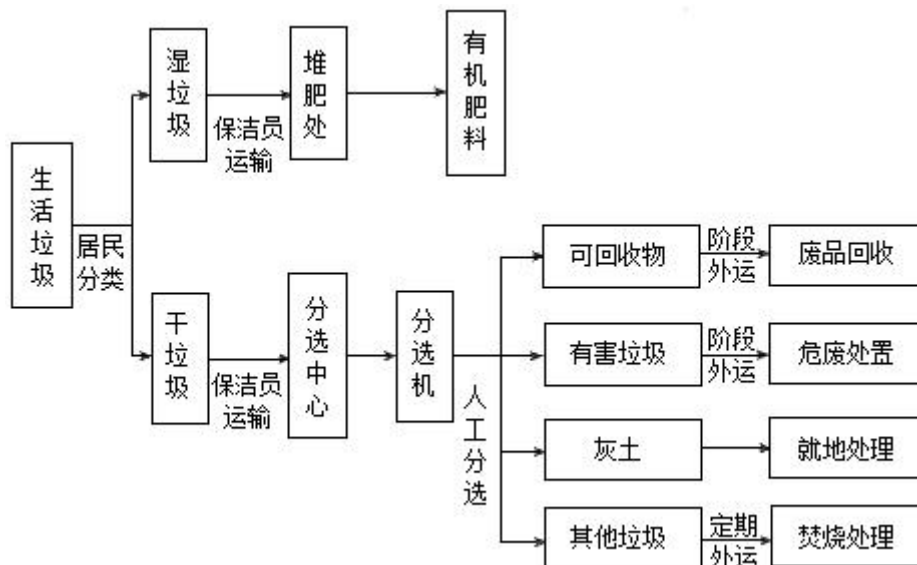 生活垃圾
居民
分类
湿垃圾
保洁员
运输
堆肥处
有机肥料
干垃圾
保洁员
运输
分选中心
分选机
人工分选
可回收物
阶段
外运
废品回收
有害垃圾
阶段
外运
危废处置
灰土
就地处理
其他垃圾
定期
外运
焚烧处理